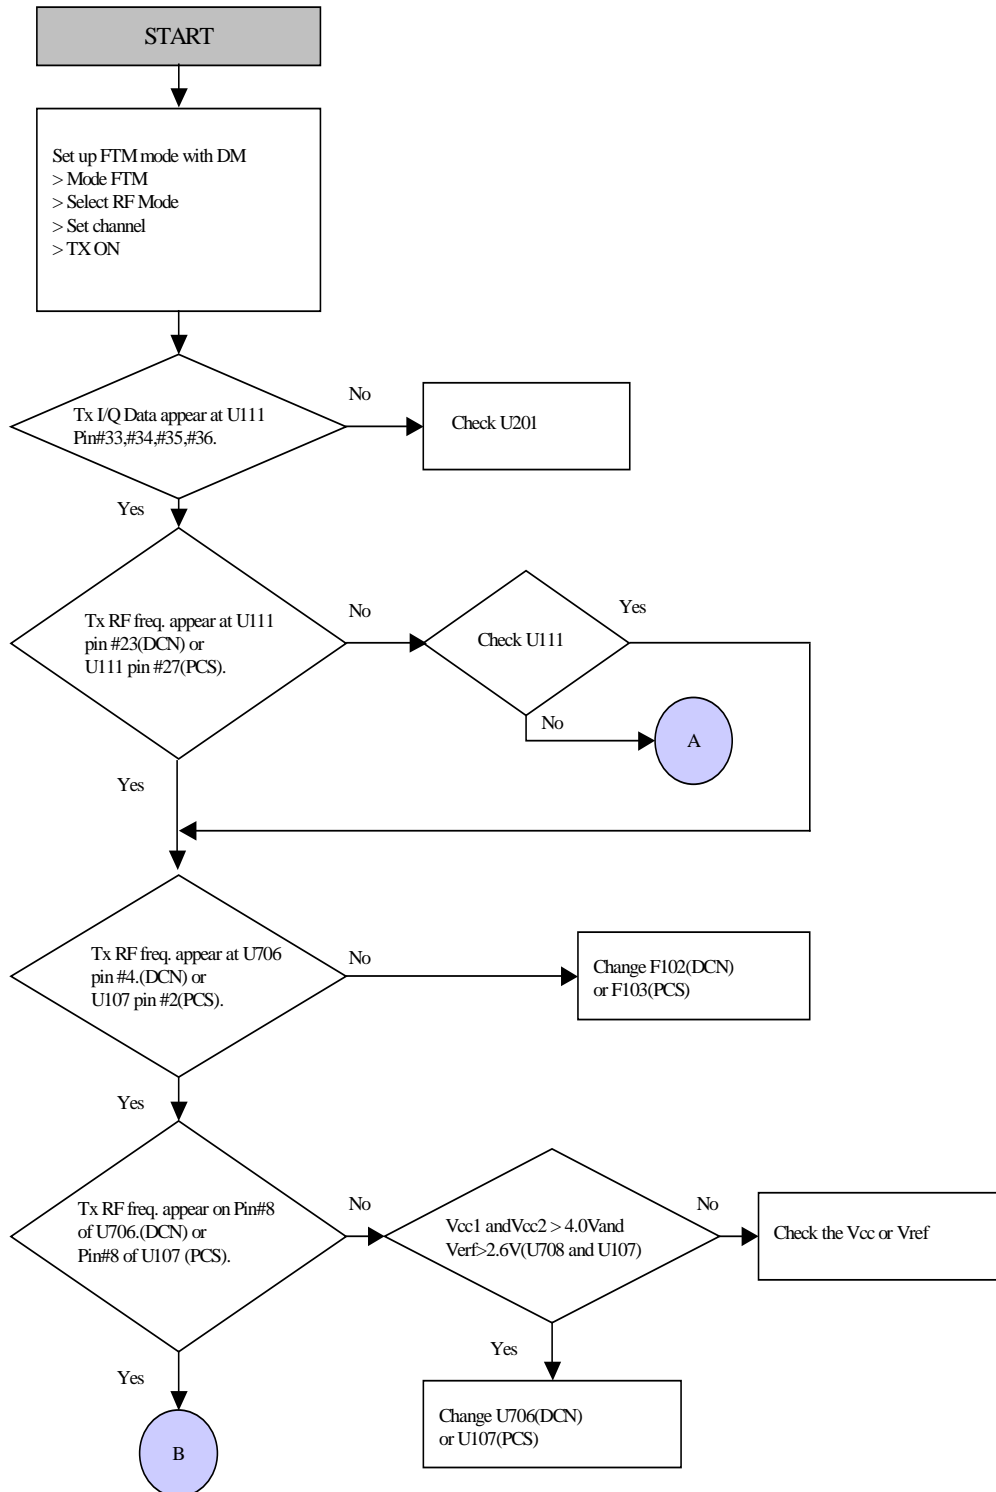 START
Set up FTM mode with DM
> Mode FTM
> Select RF Mode
> Set channel
> TX ON
Tx I/Q Data appear at U111
Pin#33,#34,#35,#36.
No
Check U201
Yes
Tx RF freq. appear at U111
pin #23(DCN) or
U111 pin #27(PCS).
No
Check U111
Yes
No
A
Yes
Tx RF freq. appear at U706
pin #4.(DCN) or
U107 pin #2(PCS).
No
Change F102(DCN)
or F103(PCS)
Yes
Tx RF freq. appear on Pin#8
of U706.(DCN) or
Pin#8 of U107 (PCS).
No
Vcc1 andVcc2 > 4.0Vand
Verf>2.6V(U708 and U107)
No
Check the Vcc or Vref
Yes
Change U706(DCN)
or U107(PCS)
Yes
B